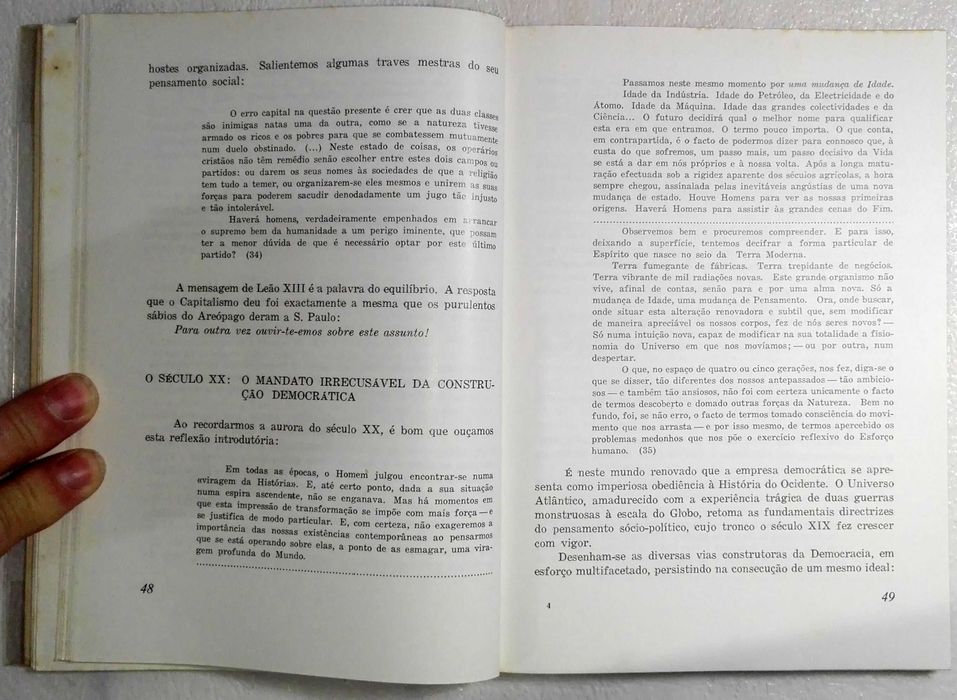 hostes organizadas. Salientemos algumas traves mestras do seu
pensamento social:
O erro capital na questão presente é crer que as duas classes
são inimigas natas uma da outra, como se a natureza tivesse
armado os ricos e os pobres para que se combatessem mutuamente
num duelo obstinado. (...) Neste estado de coisas, os operários
cristãos não têm remédio senão escolher entre estes dois campos ou
partidos: ou darem os seus nomes às sociedades de que a religião
tem tudo a temer, ou organizarem-se eles mesmos e unirem as suas
forças para poderem sacudir denodadamente um jugo tão injusto
e tão intolerável.
Haverá homens, verdadeiramente empenhados em arrancar
o supremo bem da humanidade a um perigo iminente, que possam
ter a menor dúvida de que é necessário optar por este último
partido? (34)
A mensagem de Leão XIII é a palavra do equilíbrio. A resposta
que o Capitalismo deu foi exactamente a mesma que os purulentos
sábios do Areópago deram a S. Paulo:
Para outra vez ouvir-te-emos sobre este assunto!
O SÉCULO XX: O MANDATO IRRECUSÁVEL DA CONSTRU-
ÇÃO DEMOCRÁTICA
Ao recordarmos a aurora do século XX, é bom que ouçamos
esta reflexão introdutória:
Em todas as épocas, o Homem julgou encontrar-se numa
«viragem da História». E, até certo ponto, dada a sua situação
numa espira ascendente, não se enganava. Mas há momentos em
que esta impressão de transformação se impõe com mais força — e
se justifica de modo particular. E, com certeza, não exageremos a
importância das nossas existências contemporâneas ao pensarmos
que se está operando sobre elas, a ponto de as esmagar, uma vira-
gem profunda do Mundo.
48
Passamos neste mesmo momento por uma mudança de Idade.
Idade da Indústria. Idade do Petróleo, da Electricidade e do
Átomo. Idade da Máquina. Idade das grandes colectividades e da
Ciência... O futuro decidirá qual o melhor nome para qualificar
esta era em que entramos. O termo pouco importa. O que conta,
em contrapartida, é o facto de podermos dizer para connosco que, à
custa do que sofremos, um passo mais, um passo decisivo da Vida
se está a dar em nós próprios e à nossa volta. Após a longa matu-
ração efectuada sob a rigidez aparente dos séculos agrícolas, a hora
sempre chegou, assinalada pelas inevitáveis angústias de uma nova
mudança de estado. Houve Homens para ver as nossas primeiras
origens. Haverá Homens para assistir às grandes cenas do Fim.
Observemos bem e procuremos compreender. E para isso,
deixando a superfície, tentemos decifrar a forma particular de
Espírito que nasce no seio da Terra Moderna.
Terra fumegante de fábricas. Terra trepidante de negócios.
Terra vibrante de mil radiações novas. Este grande organismo não
vive, afinal de contas, senão para e por uma alma nova. Só a
mudança de Idade, uma mudança de Pensamento. Ora, onde buscar,
onde situar esta alteração renovadora e subtil que, sem modificar
de maneira apreciável os nossos corpos, fez de nós seres novos? —
Só numa intuição nova, capaz de modificar na sua totalidade a fisio-
nomia do Universo em que nos movíamos; — ou por outra, num
despertar.
O que, no espaço de quatro ou cinco gerações, nos fez, diga-se o
que se disser, tão diferentes dos nossos antepassados — tão ambicio-
sos — e também tão ansiosos, não foi com certeza unicamente o facto
de termos descoberto e domado outras forças da Natureza. Bem no
fundo, foi, se não erro, o facto de termos tomado consciência do movi-
mento que nos arrasta — e por isso mesmo, de termos apercebido os
problemas medonhos que nos põe o exercício reflexivo do Esforço
humano. (35)
É neste mundo renovado que a empresa democrática se apre-
senta como imperiosa obediência à História do Ocidente. O Universo
Atlântico, amadurecido com a experiência trágica de duas guerras
monstruosas à escala do Globo, retoma as fundamentais directrizes
do pensamento sócio-político, cujo tronco o século XIX fez crescer
com vigor.
Desenham-se as diversas vias construtoras da Democracia, em
esforço multifacetado, persistindo na consecução de um mesmo ideal:
4
49